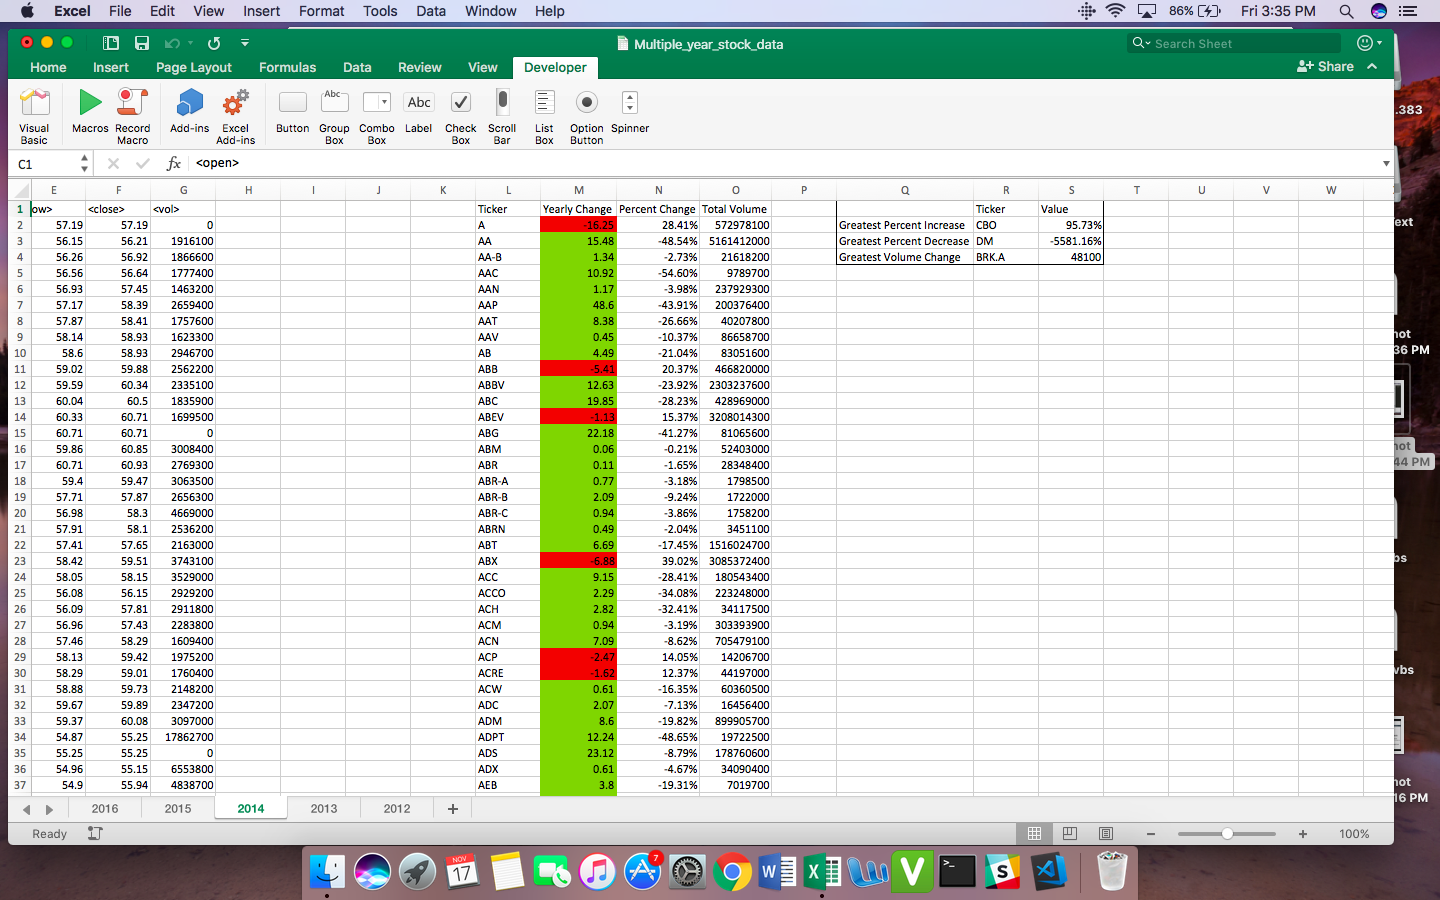 Excel File Edit View Insert Format Tools Data Window Help 86% Fri 3:35 PM
Multiple_year_stock_data Search Sheet
Home Insert Page Layout Formulas Data Review View Developer Share
Visual Basic Macros Record Macro Add-ins Excel Add-ins Button Group Box Combo Box Label Check Box Scroll Bar List Box Option Button Spinner
C1 fx <open>
E F G H I J K L M N O P Q R S T U V W
1 ow> <close> <vol> Ticker Yearly Change Percent Change Total Volume Ticker Value
2 57.19 57.19 0 A -16.25 28.41% 572978100 Greatest Percent Increase CBO 95.73%
3 56.15 56.21 1916100 AA 15.48 -48.54% 5161412000 Greatest Percent Decrease DM -5581.16%
4 56.26 56.92 1866600 AA-B 1.34 -2.73% 21618200 Greatest Volume Change BRK.A 48100
5 56.56 56.64 1777400 AAC 10.92 -54.60% 9789700
6 56.93 57.45 1463200 AAN 1.17 -3.98% 237929300
7 57.17 58.39 2659400 AAP 48.6 -43.91% 200376400
8 57.87 58.41 1757600 AAT 8.38 -26.66% 40207800
9 58.14 58.93 1623300 AAV 0.45 -10.37% 86658700
10 58.6 58.93 2946700 AB 4.49 -21.04% 83051600
11 59.02 59.88 2562200 ABB -5.41 20.37% 466820000
12 59.59 60.34 2335100 ABBV 12.63 -23.92% 2303237600
13 60.04 60.5 1835900 ABC 19.85 -28.23% 428969000
14 60.33 60.71 1699500 ABEV -1.13 15.37% 3208014300
15 60.71 60.71 0 ABG 22.18 -41.27% 81065600
16 59.86 60.85 3008400 ABM 0.06 -0.21% 52403000
17 60.71 60.93 2769300 ABR 0.11 -1.65% 28348400
18 59.4 59.47 3063500 ABR-A 0.77 -3.18% 1798500
19 57.71 57.87 2656300 ABR-B 2.09 -9.24% 1722000
20 56.98 58.3 4669000 ABR-C 0.94 -3.86% 1758200
21 57.91 58.1 2536200 ABRN 0.49 -2.04% 3451100
22 57.41 57.65 2163000 ABT 6.69 -17.45% 1516024700
23 58.42 59.51 3743100 ABX -6.88 39.02% 3085372400
24 58.05 58.15 3529000 ACC 9.15 -28.41% 180543400
25 56.08 56.15 2929200 ACCO 2.29 -34.08% 223248000
26 56.09 57.81 2911800 ACH 2.82 -32.41% 34117500
27 56.96 57.43 2283800 ACM 0.94 -3.19% 303393900
28 57.46 58.29 1609400 ACN 7.09 -8.62% 705479100
29 58.13 59.42 1975200 ACP -2.47 14.05% 14206700
30 58.29 59.01 1760400 ACRE -1.62 12.37% 44197000
31 58.88 59.73 2148200 ACW 0.61 -16.35% 60360500
32 59.67 59.89 2347200 ADC 2.07 -7.13% 16456400
33 59.37 60.08 3097000 ADM 8.6 -19.82% 899905700
34 54.87 55.25 17862700 ADPT 12.24 -48.65% 19722500
35 55.25 55.25 0 ADS 23.12 -8.79% 178760600
36 54.96 55.15 6553800 ADX 0.61 -4.67% 34090400
37 54.9 55.94 4838700 AEB 3.8 -19.31% 7019700
2016 2015 2014 2013 2012 +
Ready 100%
.383
ext
not
36 PM
not
44 PM
bs
vbs
not
16 PM
NOV 17 7 W X V >_ S